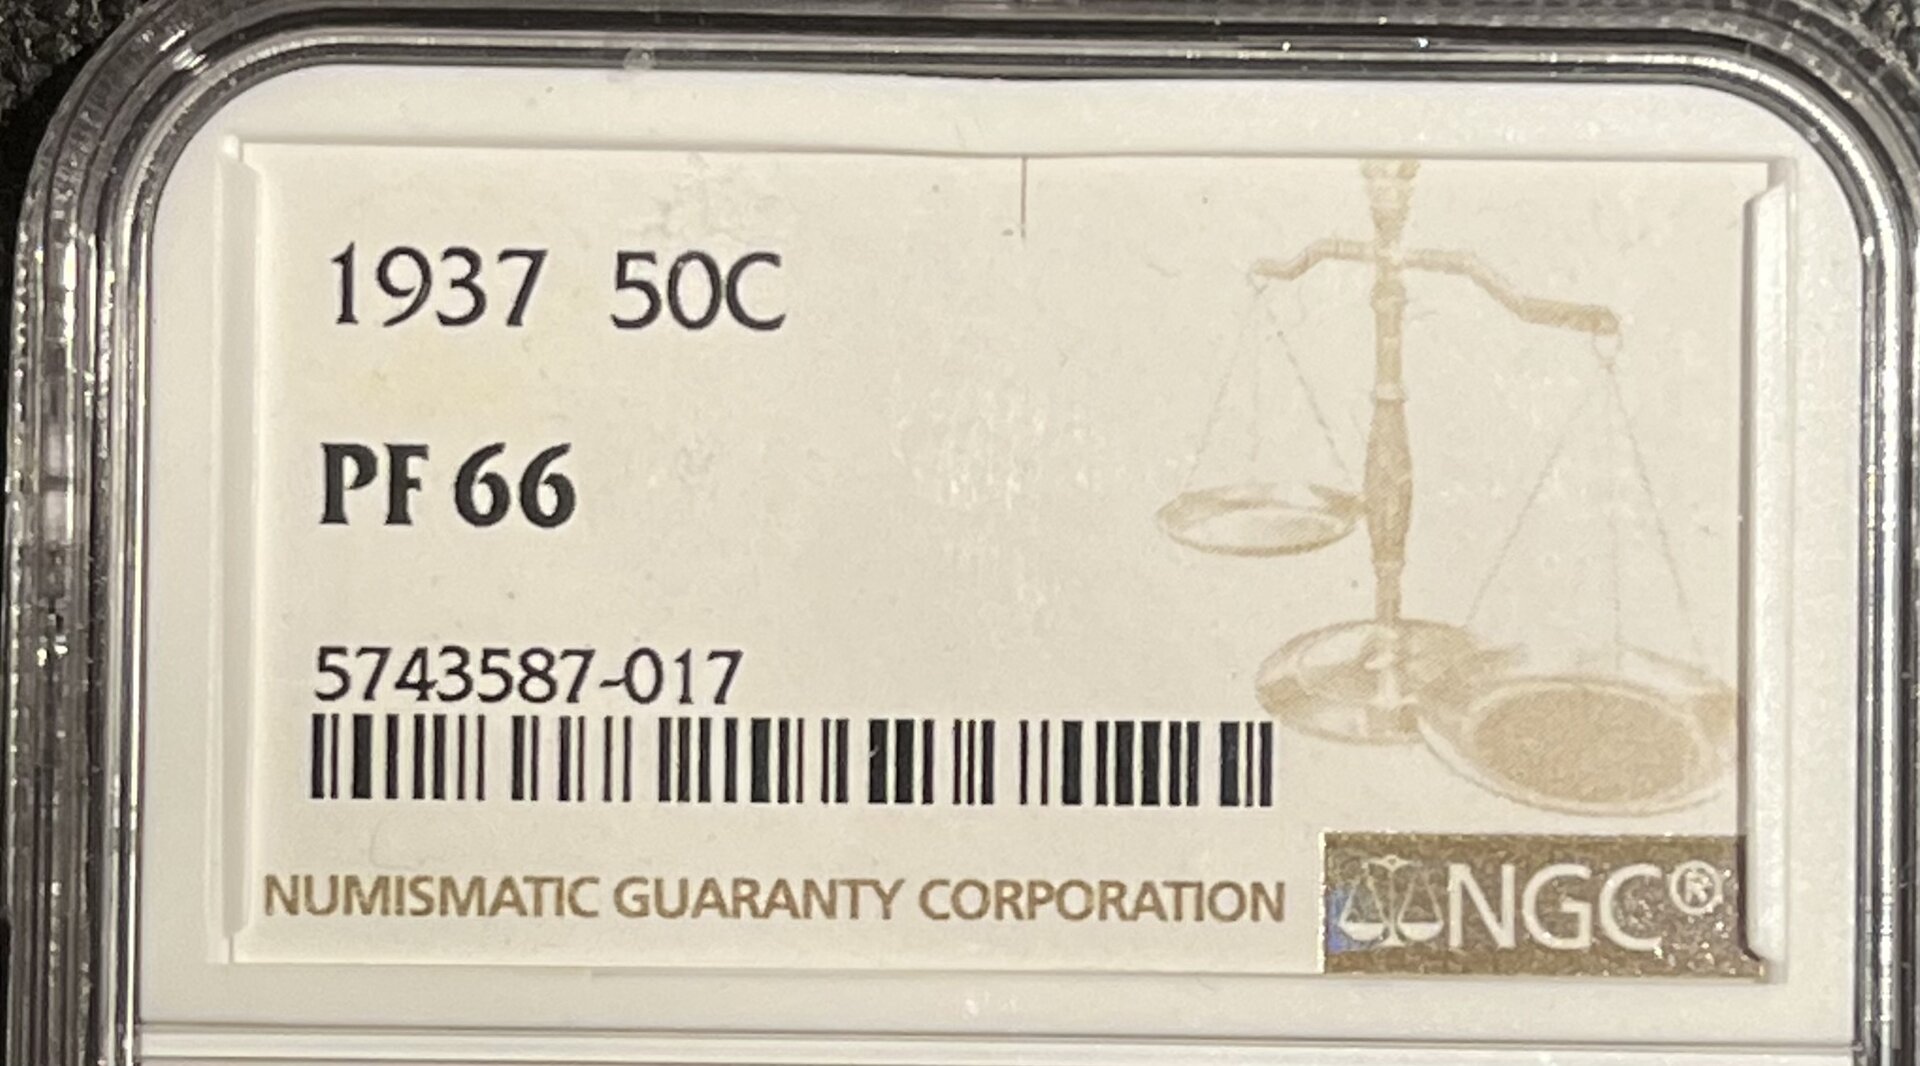 1937 50C
PF 66
5743587-017
NUMISMATIC GUARANTY CORPORATION
NGC®